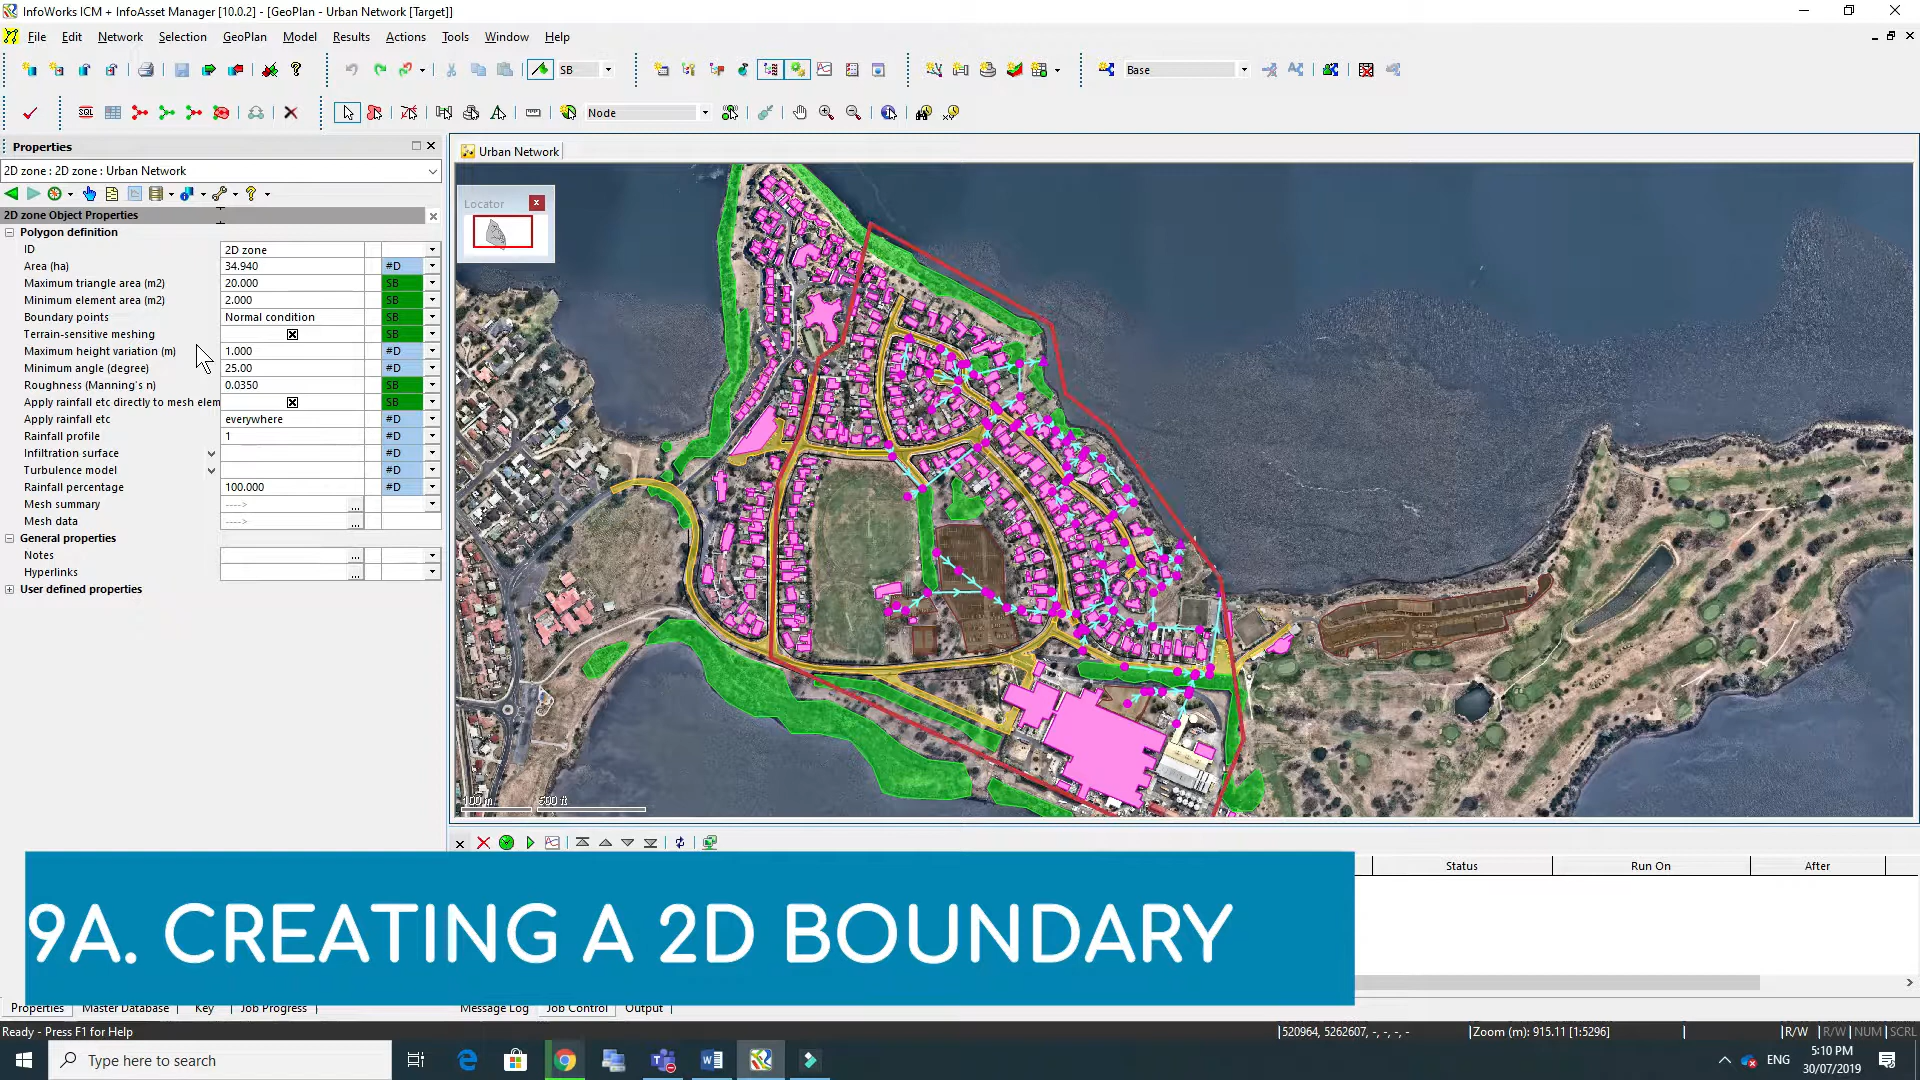 InfoWorks ICM + InfoAsset Manager [10.0.2] - [GeoPlan - Urban Network [Target]]
File Edit Network Selection GeoPlan Model Results Actions Tools Window Help
SB Base
SQL Node
Properties
2D zone : 2D zone : Urban Network
2D zone Object Properties
Polygon definition
ID 2D zone
Area (ha) 34.940 #D
Maximum triangle area (m2) 20.000 SB
Minimum element area (m2) 2.000 SB
Boundary points Normal condition SB
Terrain-sensitive meshing SB
Maximum height variation (m) 1.000 #D
Minimum angle (degree) 25.00 #D
Roughness (Manning's n) 0.0350 SB
Apply rainfall etc directly to mesh elem SB
Apply rainfall etc everywhere #D
Rainfall profile 1 #D
Infiltration surface #D
Turbulence model #D
Rainfall percentage 100.000 #D
Mesh summary ----> ...
Mesh data ----> ...
General properties
Notes ...
Hyperlinks ...
User defined properties
Urban Network
Locator
100 m 500 ft
Status Run On After
9A. CREATING A 2D BOUNDARY
Properties Master Database Key Job Progress Message Log Job Control Output
Ready - Press F1 for Help 520964, 5262607, -, -, -, - Zoom (m): 915.11 [1:5296] R/W R/W NUM SCRL
Type here to search ENG 5:10 PM
30/07/2019